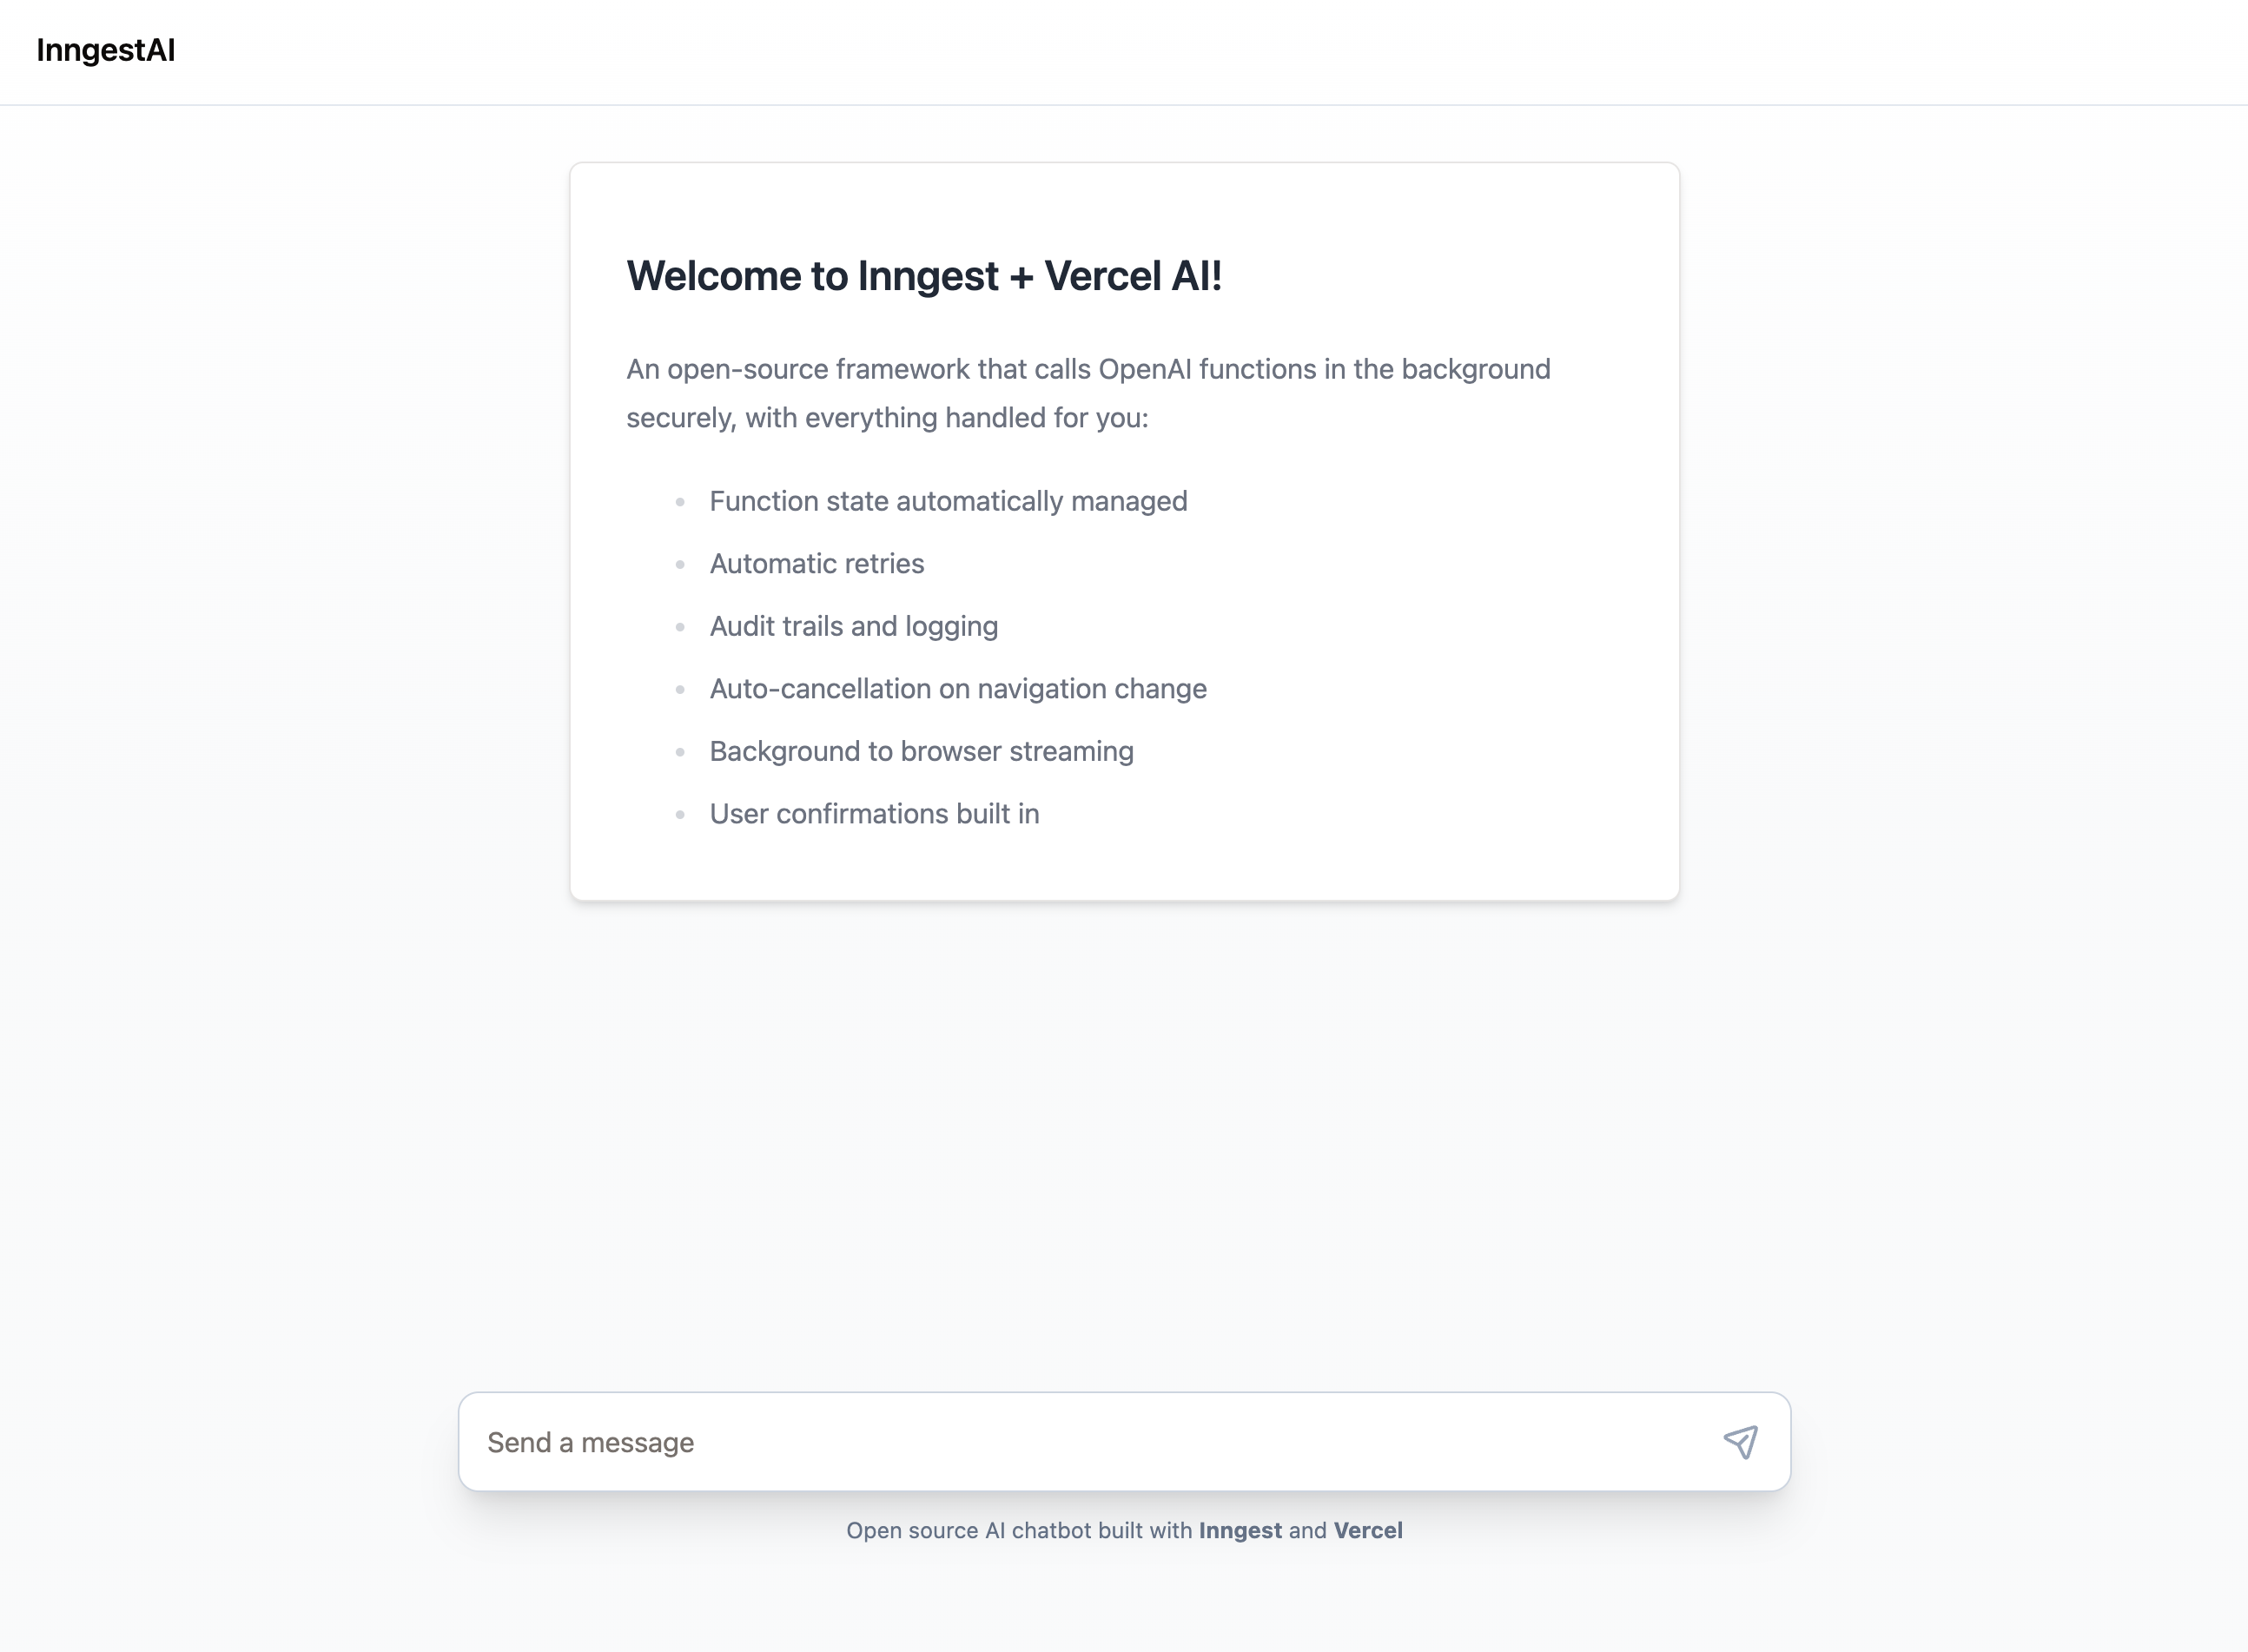 InngestAI
Welcome to Inngest + Vercel AI!
An open-source framework that calls OpenAI functions in the background
securely, with everything handled for you:
Function state automatically managed
Automatic retries
Audit trails and logging
Auto-cancellation on navigation change
Background to browser streaming
User confirmations built in
Send a message
Open source AI chatbot built with Inngest and Vercel